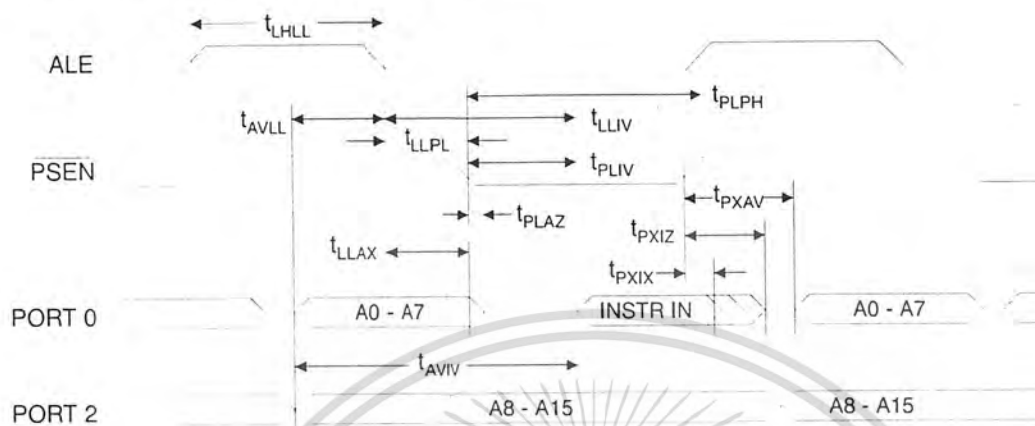 tLHLL
ALE
tPLPH
tAVLL
tLLIV
tLLPL
PSEN
tPLIV
tPXAV
tPLAZ
tPXIZ
tLLAX
tPXIX
PORT 0
A0 - A7
INSTR IN
A0 - A7
tAVIV
PORT 2
A8 - A15
A8 - A15